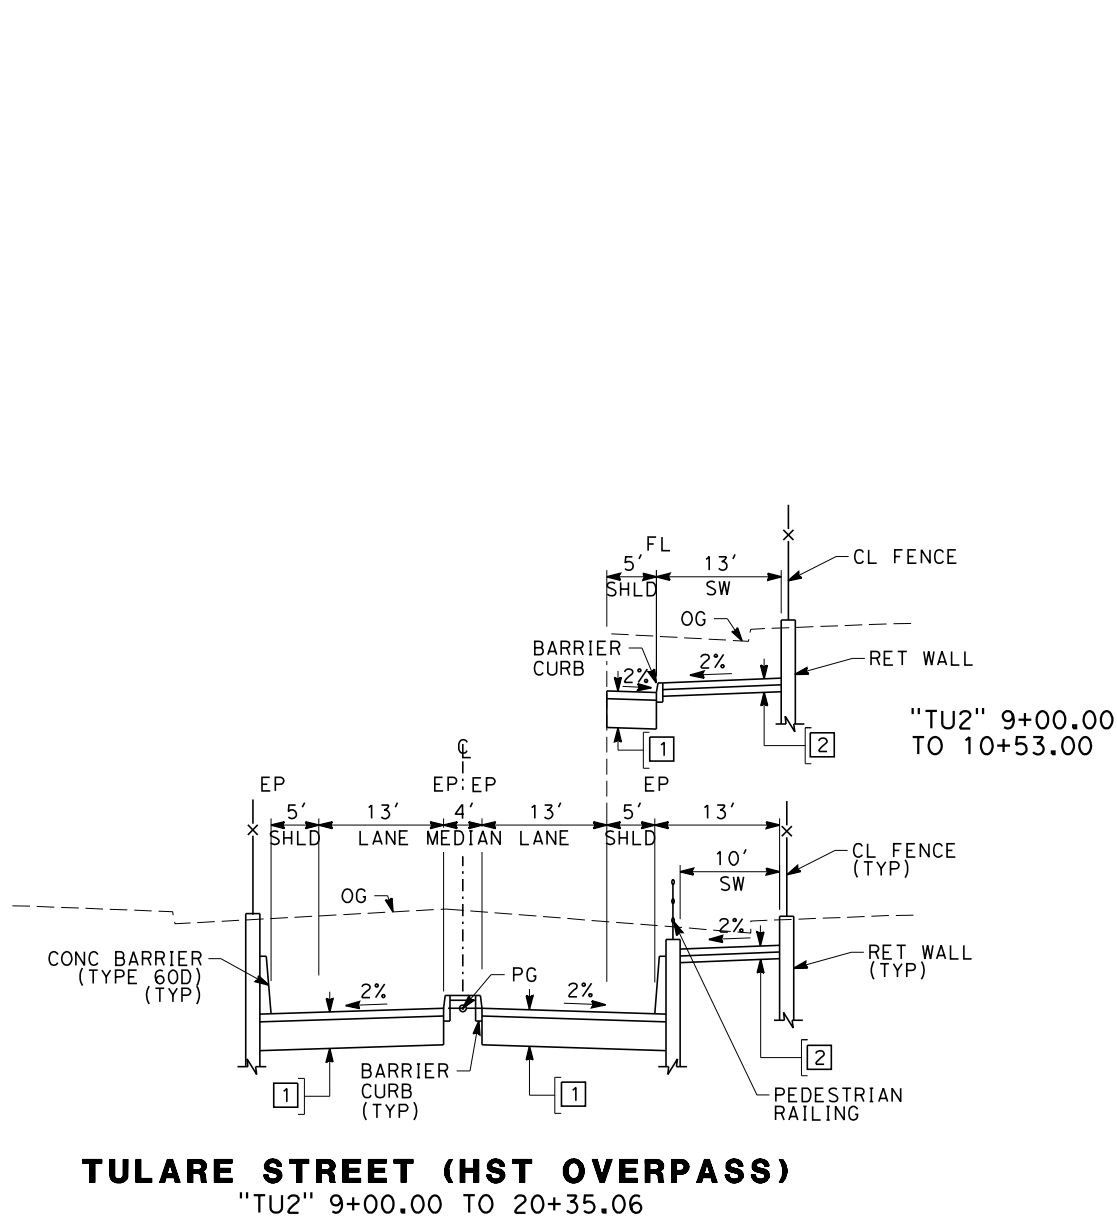 FL
5' 13'
SHLD SW
CL FENCE
OG
BARRIER
CURB
2% 2%
RET WALL
1 2
"TU2" 9+00.00
TO 10+53.00
CL
EP EP EP EP
5' 13' 4' 13' 5' 13'
SHLD LANE MEDIAN LANE SHLD
10'
SW
CL FENCE
(TYP)
OG
2%
CONC BARRIER
(TYPE 60D)
(TYP)
RET WALL
(TYP)
PG
2% 2%
2
BARRIER
CURB
(TYP)
1 1
PEDESTRIAN
RAILING
TULARE STREET (HST OVERPASS)
"TU2" 9+00.00 TO 20+35.06